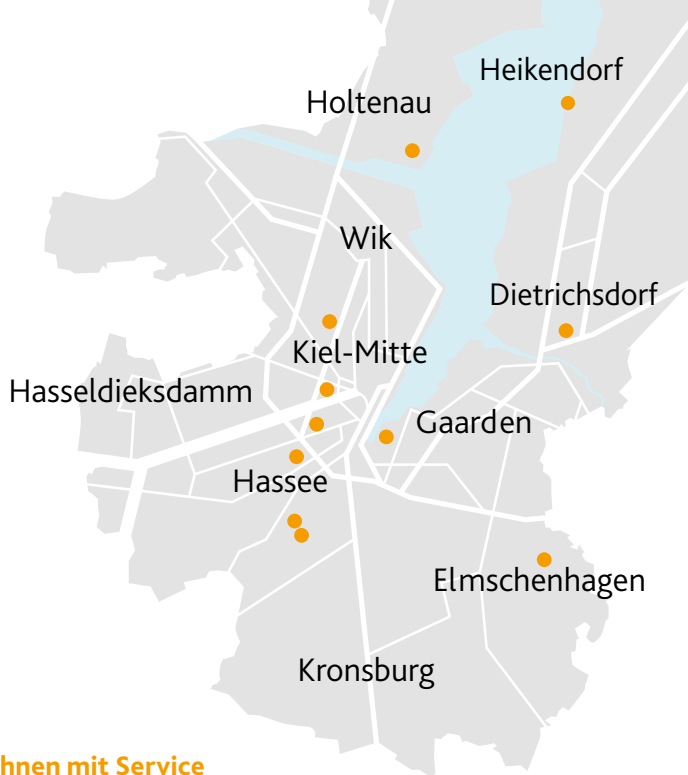 Heikendorf
Holtenau
Wik
Dietrichsdorf
Kiel-Mitte
Hasseldieksdamm
Gaarden
Hassee
Elmschenhagen
Kronsburg
hnen mit Service